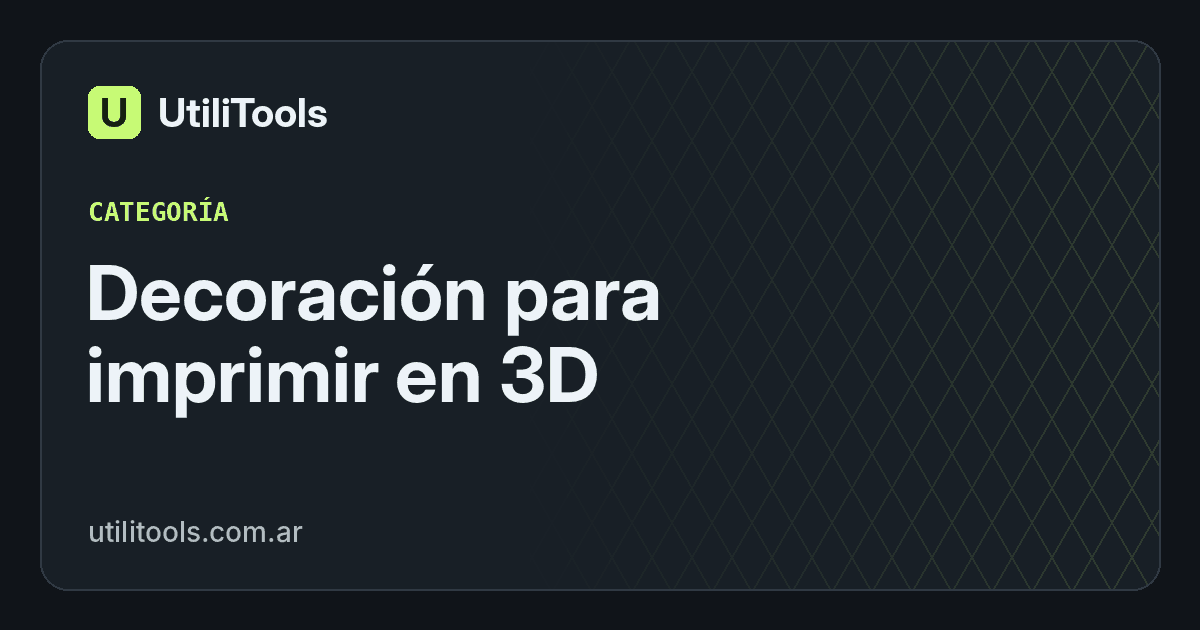 U UtiliTools
CATEGORÍA
Decoración para
imprimir en 3D
utilitools.com.ar